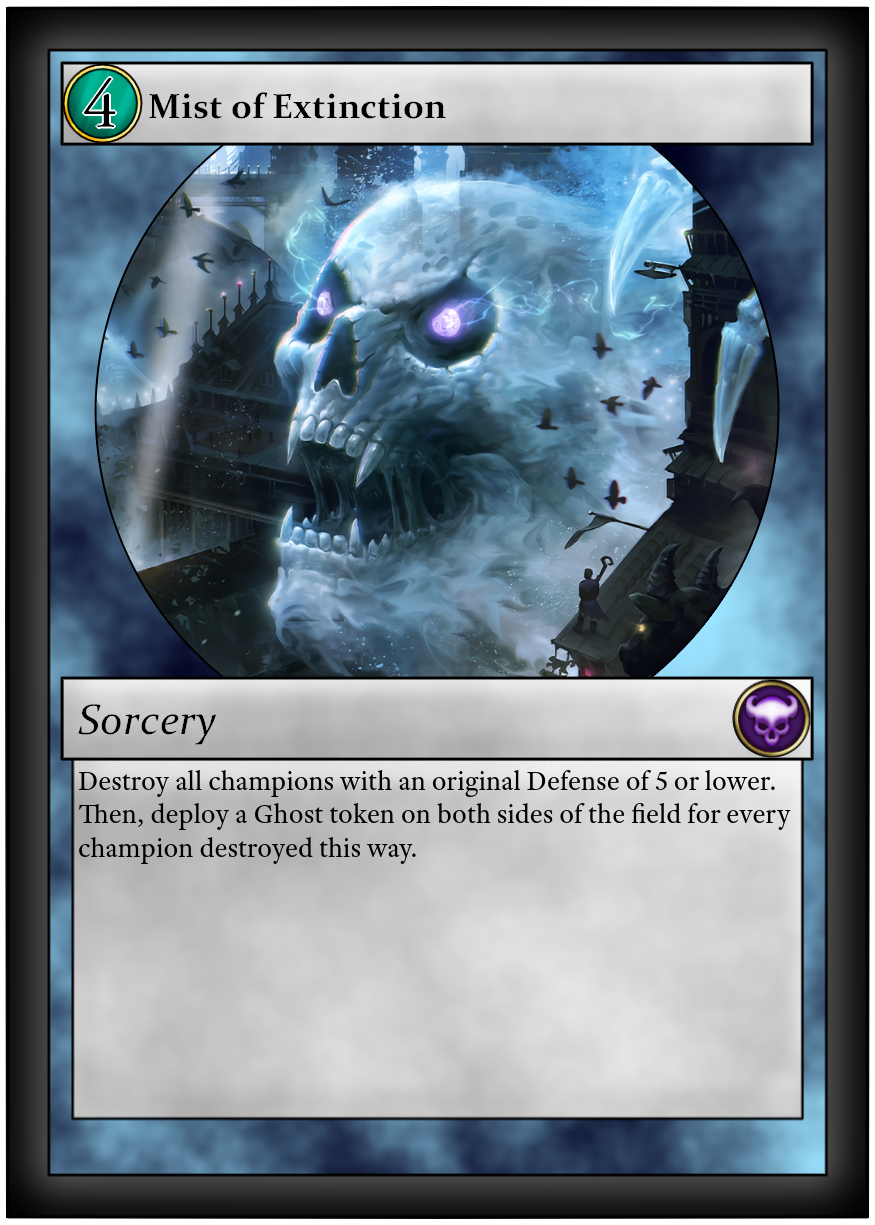 4 Mist of Extinction
Sorcery
Destroy all champions with an original Defense of 5 or lower.
Then, deploy a Ghost token on both sides of the field for every
champion destroyed this way.